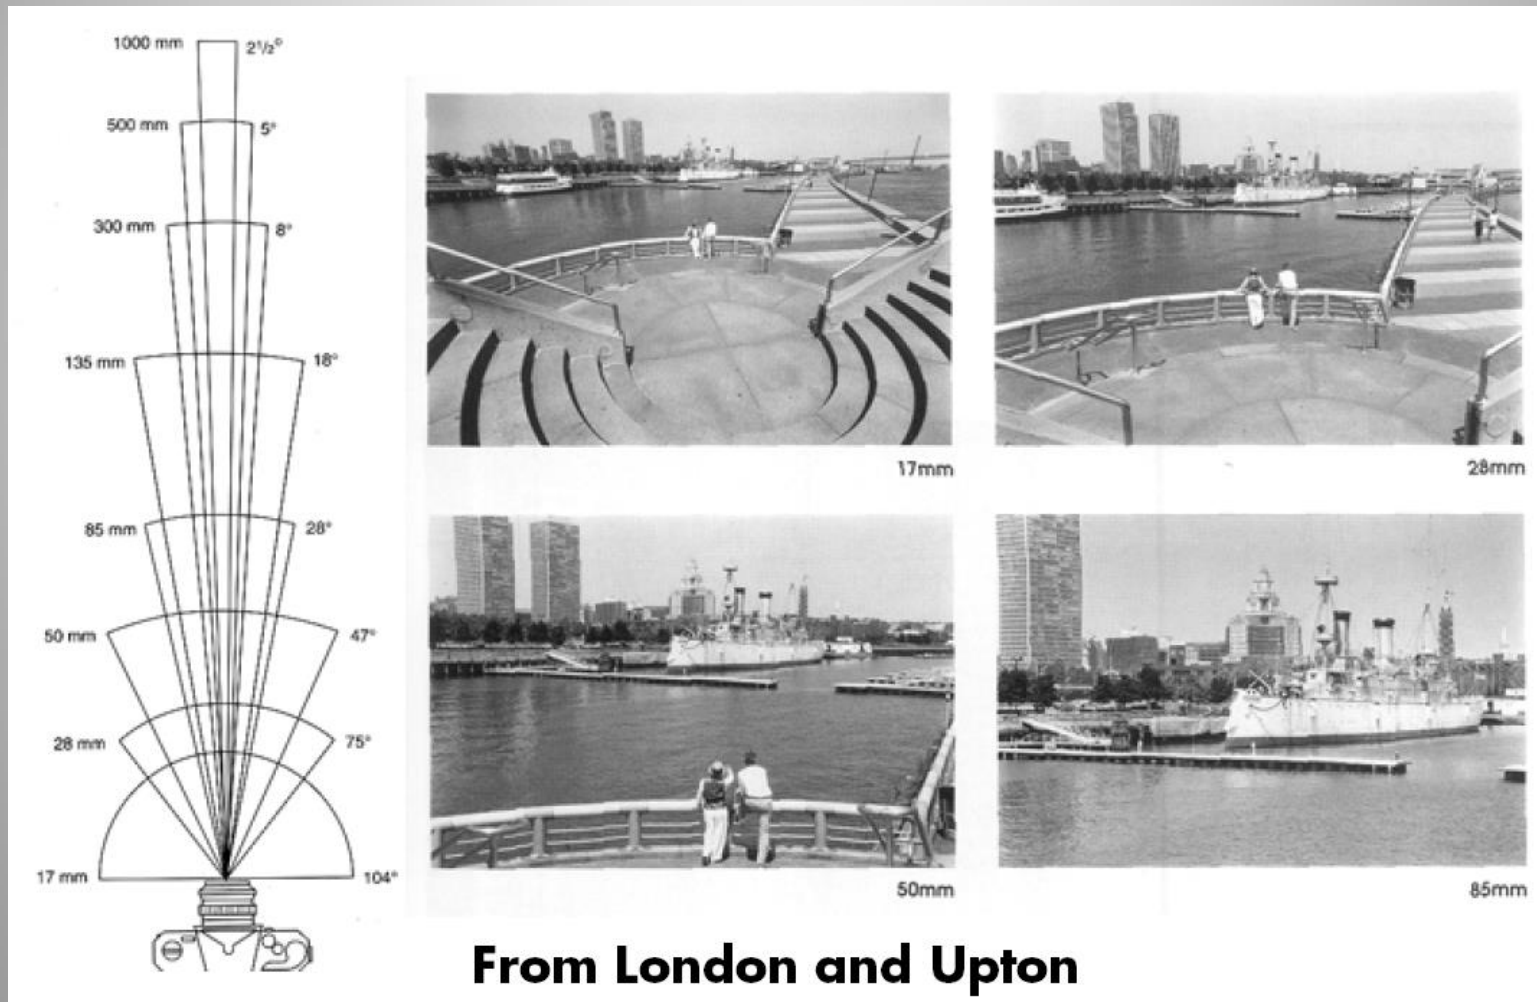 1000 mm 2½°
500 mm 5°
300 mm 8°
135 mm 18°
85 mm 28°
50 mm 47°
28 mm 75°
17 mm 104°
17mm
28mm
50mm
85mm
From London and Upton